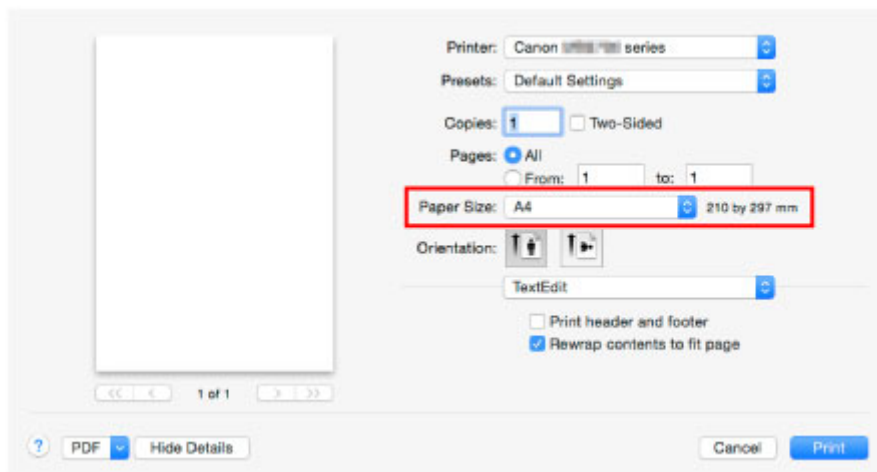 Printer: Canon series
Presets: Default Settings
Copies: 1 Two-Sided
Pages: All
From: 1 to: 1
Paper Size: A4 210 by 297 mm
Orientation:
TextEdit
Print header and footer
Rewrap contents to fit page
<< < 1 of 1 > >>
? PDF Hide Details Cancel Print